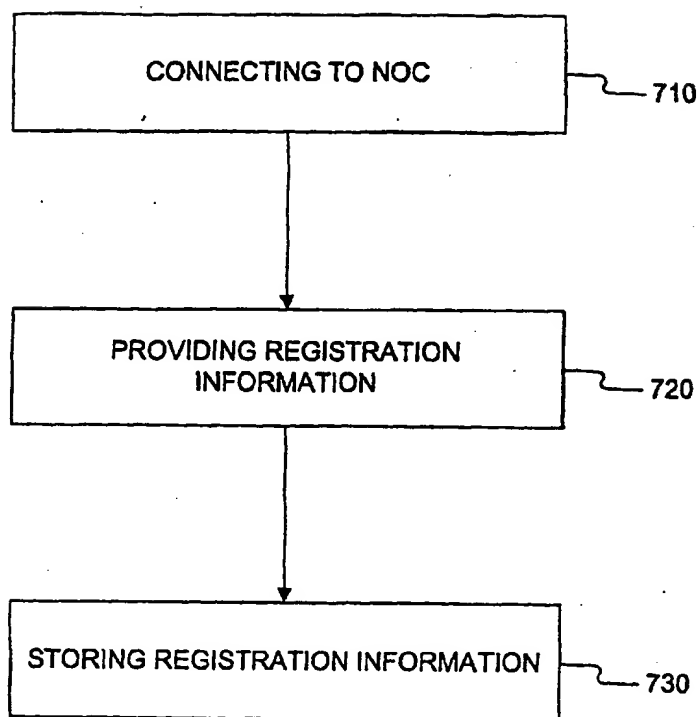 CONNECTING TO NOC
710
PROVIDING REGISTRATION
INFORMATION
720
STORING REGISTRATION INFORMATION
730